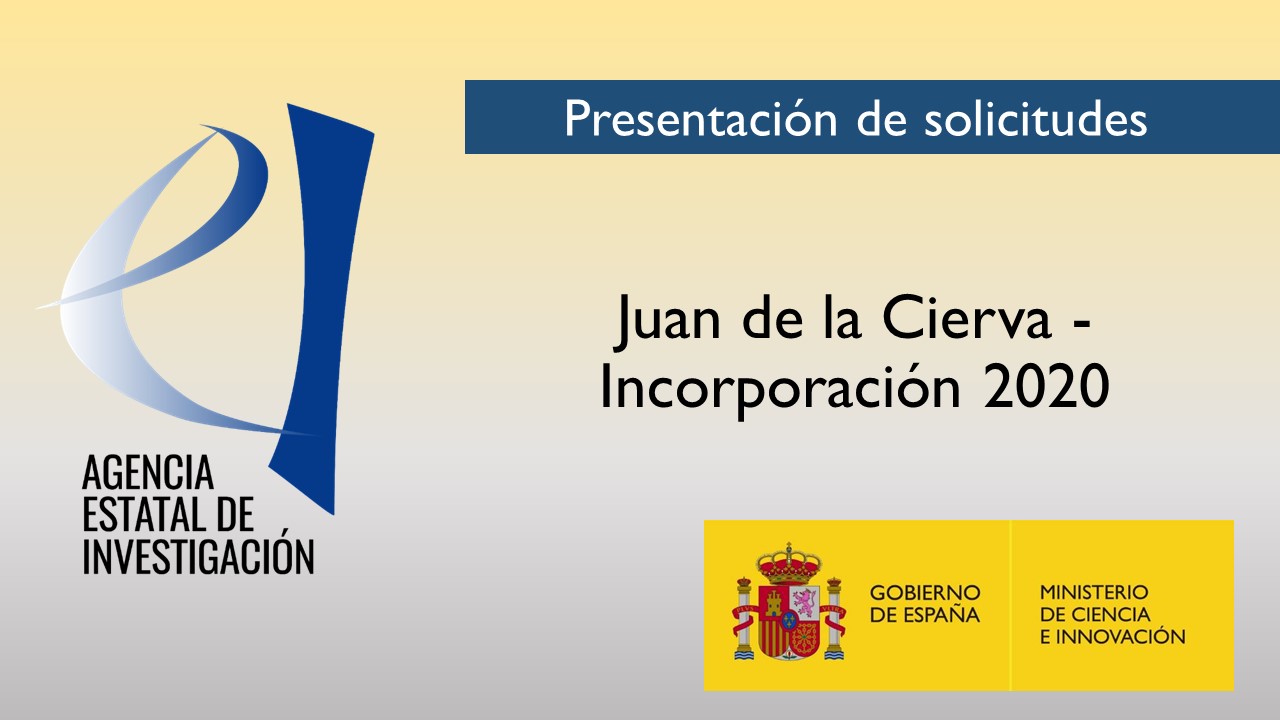 Presentación de solicitudes
Juan de la Cierva -
Incorporación 2020
AGENCIA
ESTATAL DE
INVESTIGACIÓN
GOBIERNO
DE ESPAÑA
MINISTERIO
DE CIENCIA
E INNOVACIÓN